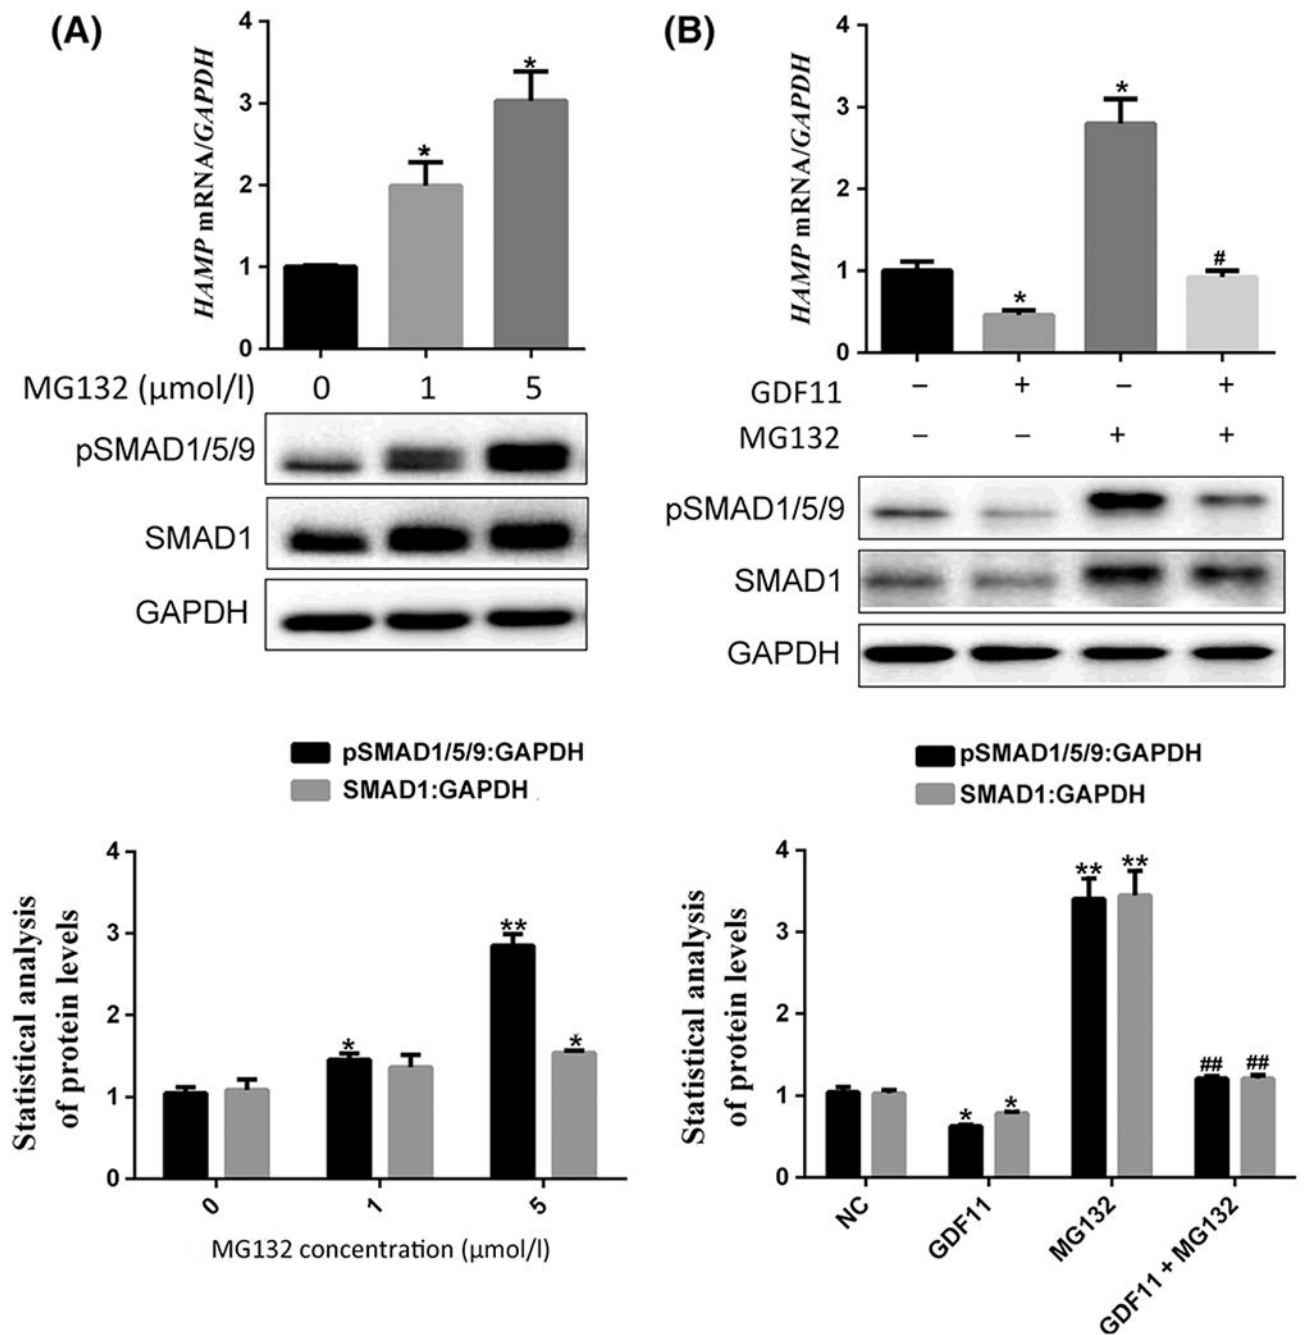 (A)
HAMP mRNA/GAPDH
4
3
2
1
0
*
*
MG132 (µmol/l) 0 1 5
pSMAD1/5/9
SMAD1
GAPDH
pSMAD1/5/9:GAPDH
SMAD1:GAPDH
Statistical analysis
of protein levels
4
3
2
1
0
*
**
*
0 1 5
MG132 concentration (µmol/l)
(B)
HAMP mRNA/GAPDH
4
3
2
1
0
*
*
#
GDF11 – + – +
MG132 – – + +
pSMAD1/5/9
SMAD1
GAPDH
pSMAD1/5/9:GAPDH
SMAD1:GAPDH
Statistical analysis
of protein levels
4
3
2
1
0
* *
** **
## ##
NC
GDF11
MG132
GDF11 + MG132